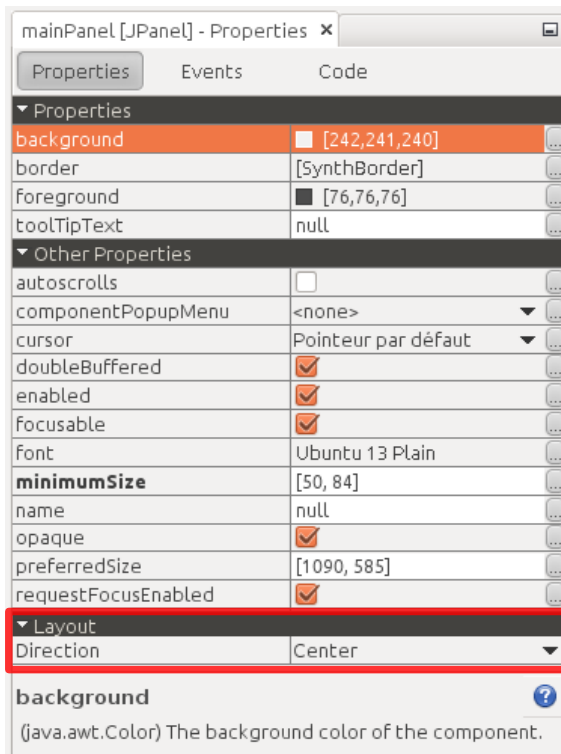 mainPanel [JPanel] - Properties ×
Properties Events Code
Properties
background [242,241,240] ...
border [SynthBorder] ...
foreground [76,76,76] ...
toolTipText null ...
Other Properties
autoscrolls ...
componentPopupMenu <none> ...
cursor Pointeur par défaut ...
doubleBuffered ...
enabled ...
focusable ...
font Ubuntu 13 Plain ...
minimumSize [50, 84] ...
name null ...
opaque ...
preferredSize [1090, 585] ...
requestFocusEnabled ...
Layout
Direction Center
background ?
(java.awt.Color) The background color of the component.